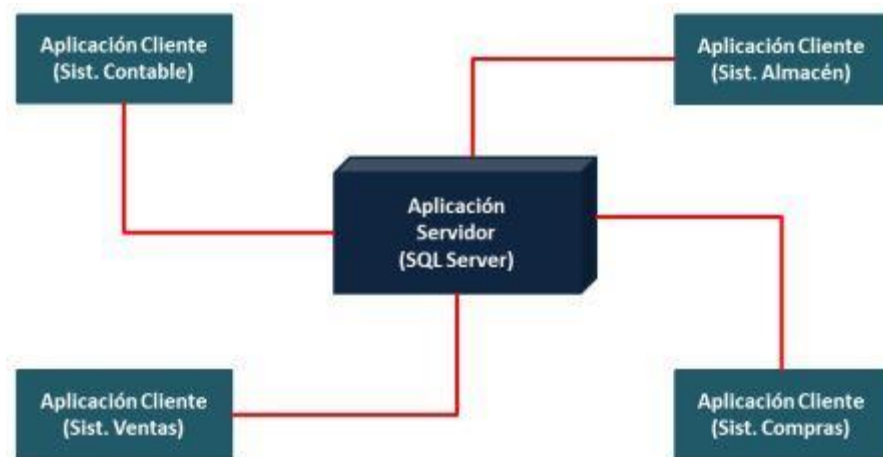 Aplicación Cliente
(Sist. Contable)
Aplicación Cliente
(Sist. Almacén)
Aplicación
Servidor
(SQL Server)
Aplicación Cliente
(Sist. Ventas)
Aplicación Cliente
(Sist. Compras)